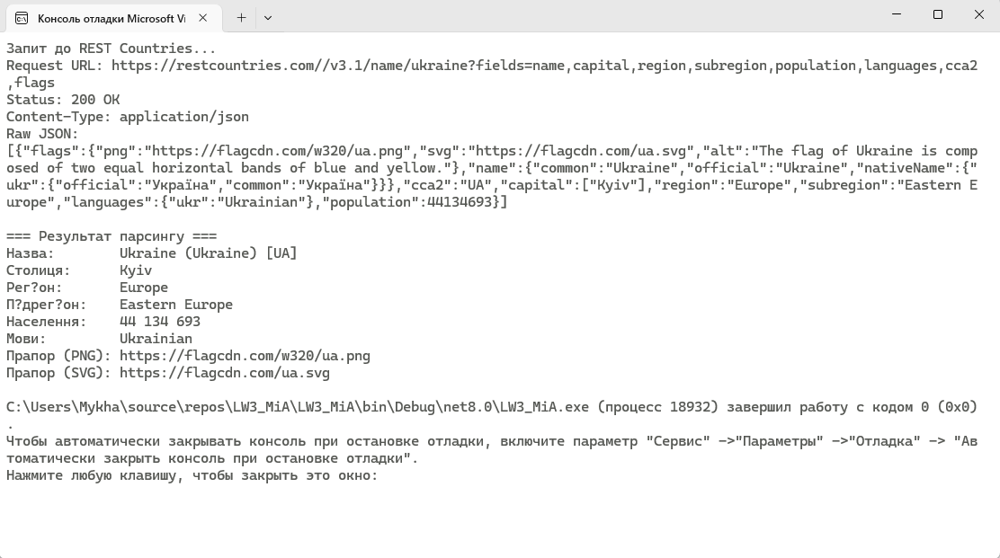 Консоль отладки Microsoft Vi
Запит до REST Countries...
Request URL: https://restcountries.com//v3.1/name/ukraine?fields=name,capital,region,subregion,population,languages,cca2
,flags
Status: 200 OK
Content-Type: application/json
Raw JSON:
[{"flags":{"png":"https://flagcdn.com/w320/ua.png","svg":"https://flagcdn.com/ua.svg","alt":"The flag of Ukraine is comp
osed of two equal horizontal bands of blue and yellow."},"name":{"common":"Ukraine","official":"Ukraine","nativeName":{"
ukr":{"official":"Україна","common":"Україна"}}},"cca2":"UA","capital":["Kyiv"],"region":"Europe","subregion":"Eastern E
urope","languages":{"ukr":"Ukrainian"},"population":44134693}]
=== Результат парсингу ===
Назва: Ukraine (Ukraine) [UA]
Столиця: Kyiv
Рег?он: Europe
П?дрег?он: Eastern Europe
Населення: 44 134 693
Мови: Ukrainian
Прапор (PNG): https://flagcdn.com/w320/ua.png
Прапор (SVG): https://flagcdn.com/ua.svg
C:\Users\Mykha\source\repos\LW3_MiA\LW3_MiA\bin\Debug\net8.0\LW3_MiA.exe (процесс 18932) завершил работу с кодом 0 (0x0)
.
Чтобы автоматически закрывать консоль при остановке отладки, включите параметр "Сервис" ->"Параметры" ->"Отладка" -> "Ав
томатически закрыть консоль при остановке отладки".
Нажмите любую клавишу, чтобы закрыть это окно: